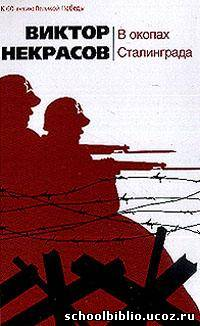 К 60-летию Великой Победы
ВИКТОР
НЕКРАСОВ
В окопах
Сталинграда
schoolbiblio.ucoz.ru